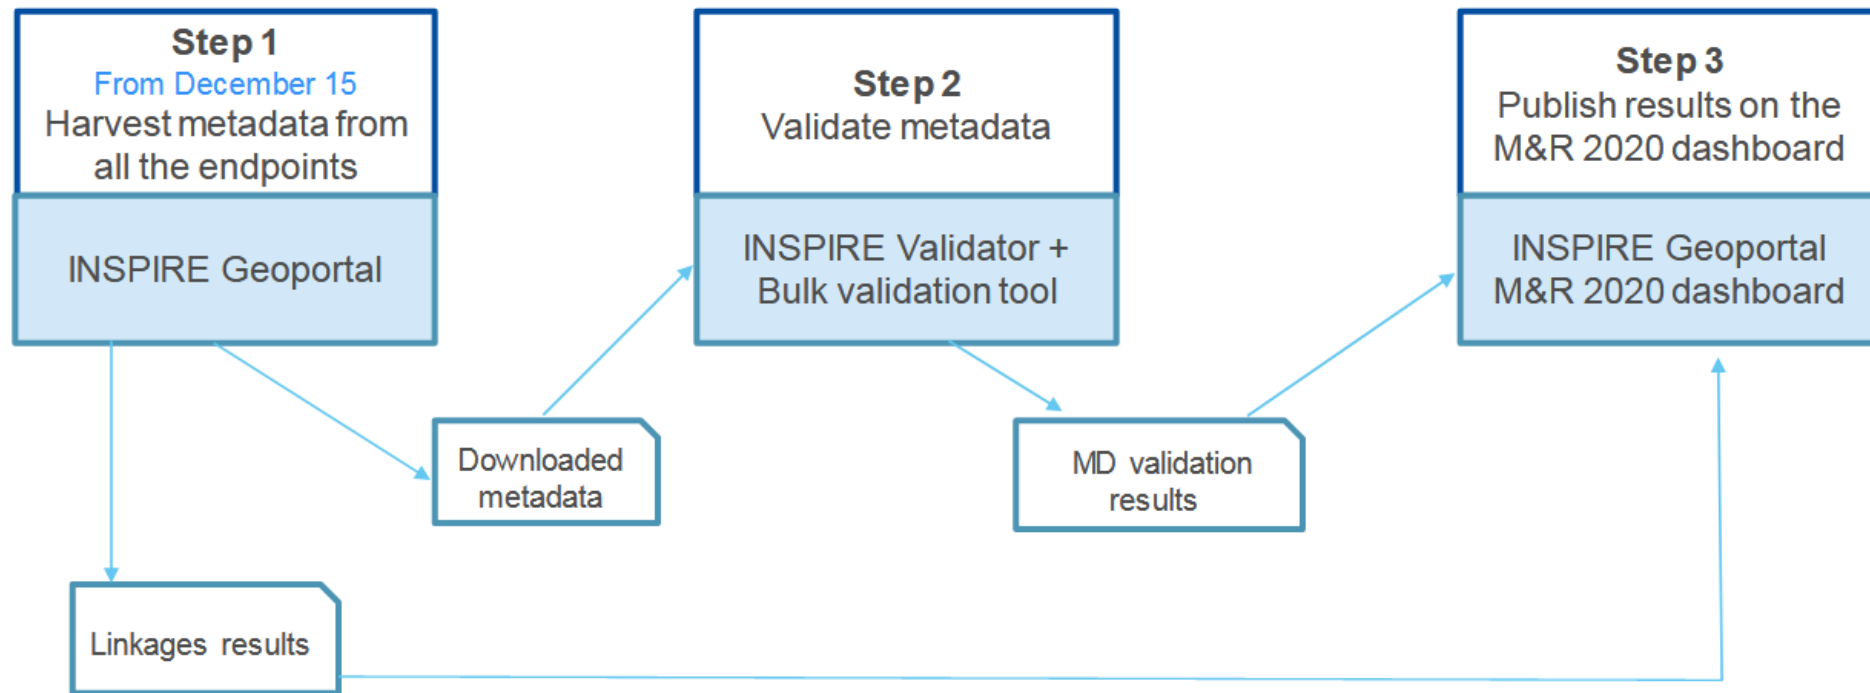 Step 1
From December 15
Harvest metadata from
all the endpoints
INSPIRE Geoportal
Step 2
Validate metadata
INSPIRE Validator +
Bulk validation tool
Step 3
Publish results on the
M&R 2020 dashboard
INSPIRE Geoportal
M&R 2020 dashboard
Downloaded
metadata
MD validation
results
Linkages results